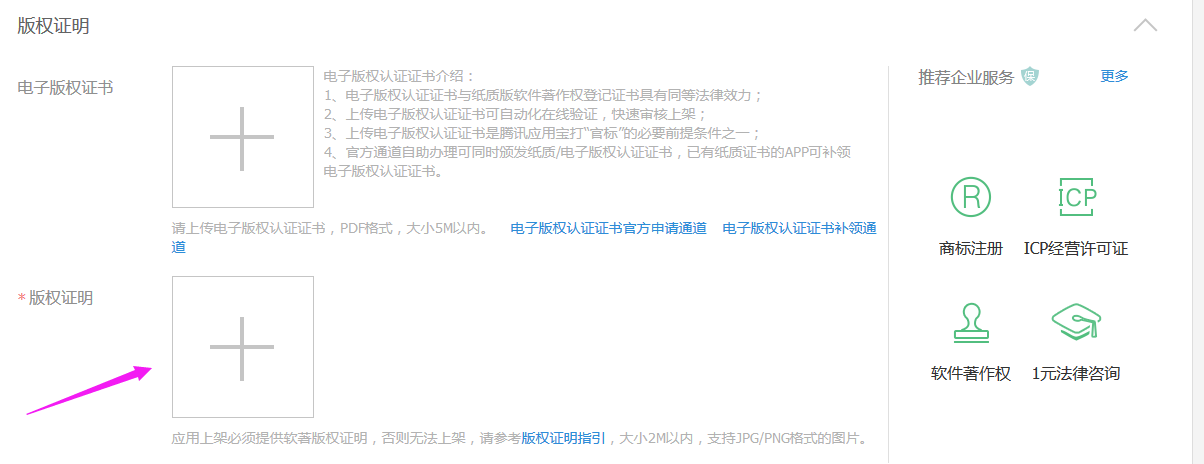 版权证明
电子版权证书
电子版权认证证书介绍：
1、电子版权认证证书与纸质版软件著作权登记证书具有同等法律效力；
2、上传电子版权认证证书可自动化在线验证，快速审核上架；
3、上传电子版权认证证书是腾讯应用宝打“官标”的必要前提条件之一；
4、官方通道自助办理可同时颁发纸质/电子版权认证证书，已有纸质证书的APP可补领
电子版权认证证书。
请上传电子版权认证证书，PDF格式，大小5M以内。 电子版权认证证书官方申请通道 电子版权认证证书补领通
道
*版权证明
应用上架必须提供软著版权证明，否则无法上架，请参考版权证明指引，大小2M以内，支持JPG/PNG格式的图片。
推荐企业服务 保 更多
R ICP
商标注册 ICP经营许可证
软件著作权 1元法律咨询